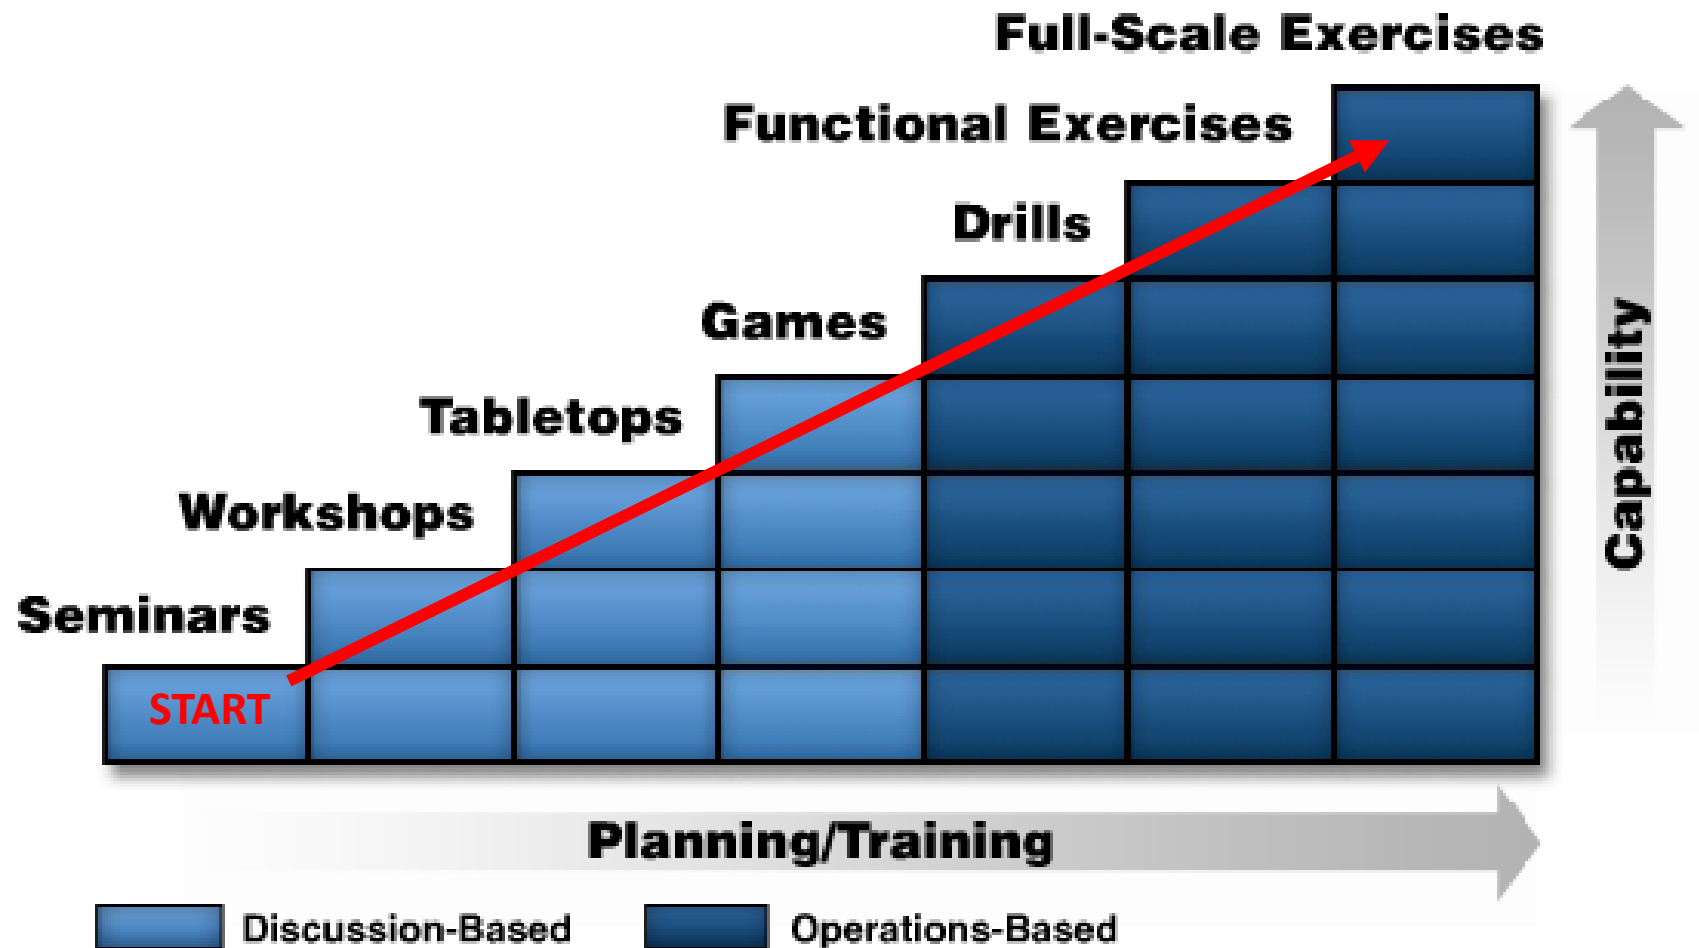 Full-Scale Exercises
Functional Exercises
Drills
Games
Tabletops
Workshops
Seminars
START
Capability
Planning/Training
Discussion-Based
Operations-Based